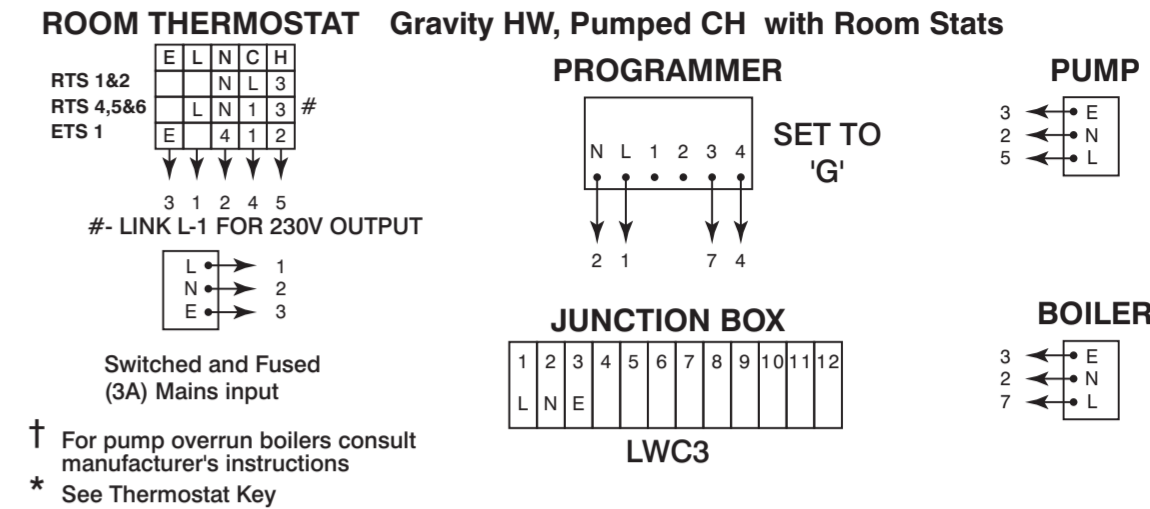 ROOM THERMOSTAT Gravity HW, Pumped CH with Room Stats
E L N C H
RTS 1&2 N L 3
RTS 4,5&6 L N 1 3 #
ETS 1 E 4 1 2
3 1 2 4 5
#- LINK L-1 FOR 230V OUTPUT
L 1
N 2
E 3
Switched and Fused
(3A) Mains input
† For pump overrun boilers consult
manufacturer's instructions
* See Thermostat Key
PROGRAMMER
N L 1 2 3 4
SET TO
'G'
2 1 7 4
JUNCTION BOX
1 2 3 4 5 6 7 8 9 10 11 12
L N E
LWC3
PUMP
3 E
2 N
5 L
BOILER
3 E
2 N
7 L